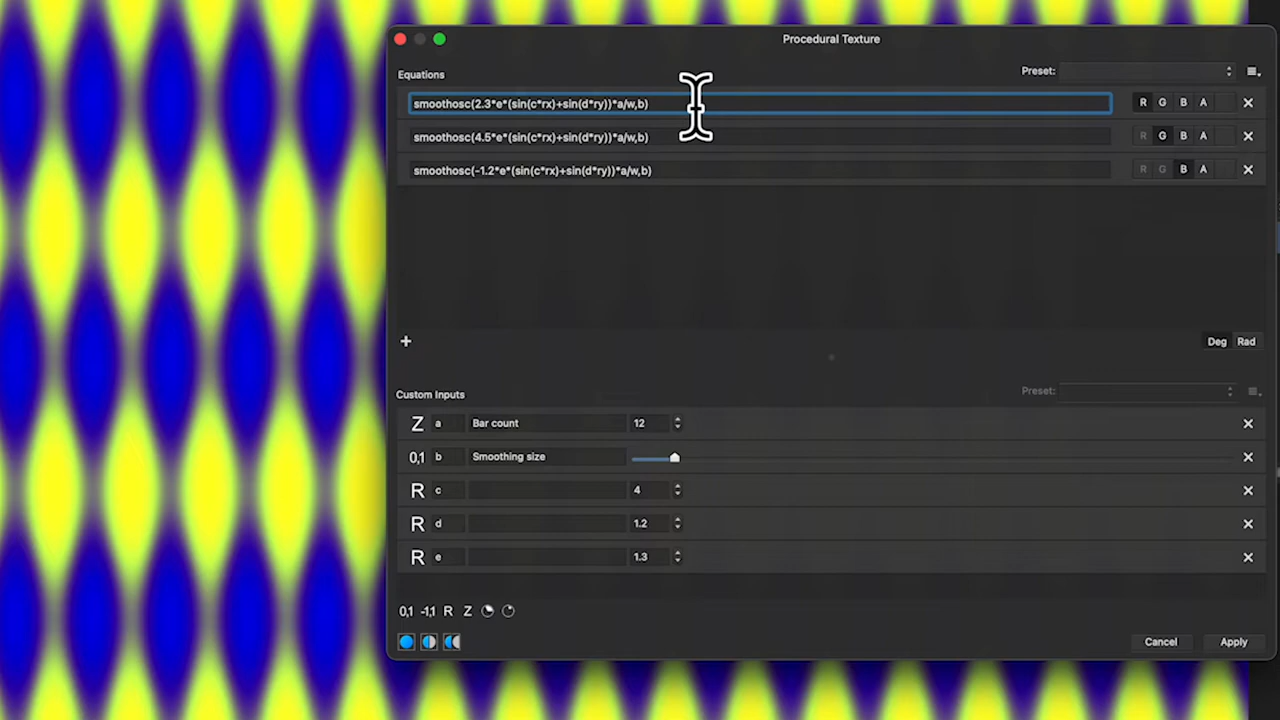 Procedural Texture
Equations
Preset:
smoothosc(2.3*e*(sin(c*rx)+sin(d*ry))*a/w,b) R G B A
smoothosc(4.5*e*(sin(c*rx)+sin(d*ry))*a/w,b) R G B A
smoothosc(-1.2*e*(sin(c*rx)+sin(d*ry))*a/w,b) R G B A
+ Deg Rad
Custom Inputs
Preset:
Z a Bar count 12
0,1 b Smoothing size
R c 4
R d 1.2
R e 1.3
0,1 -1,1 R Z
Cancel Apply